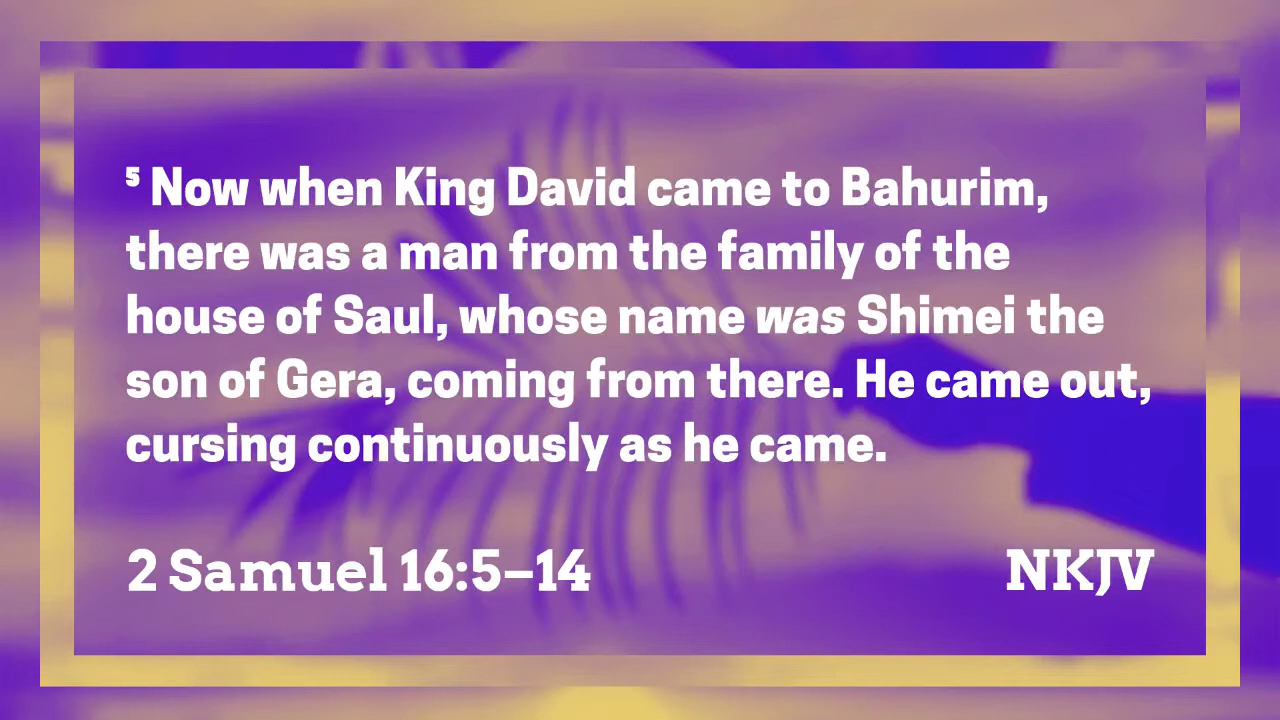 ⁵ Now when King David came to Bahurim,
there was a man from the family of the
house of Saul, whose name was Shimei the
son of Gera, coming from there. He came out,
cursing continuously as he came.
2 Samuel 16:5–14
NKJV